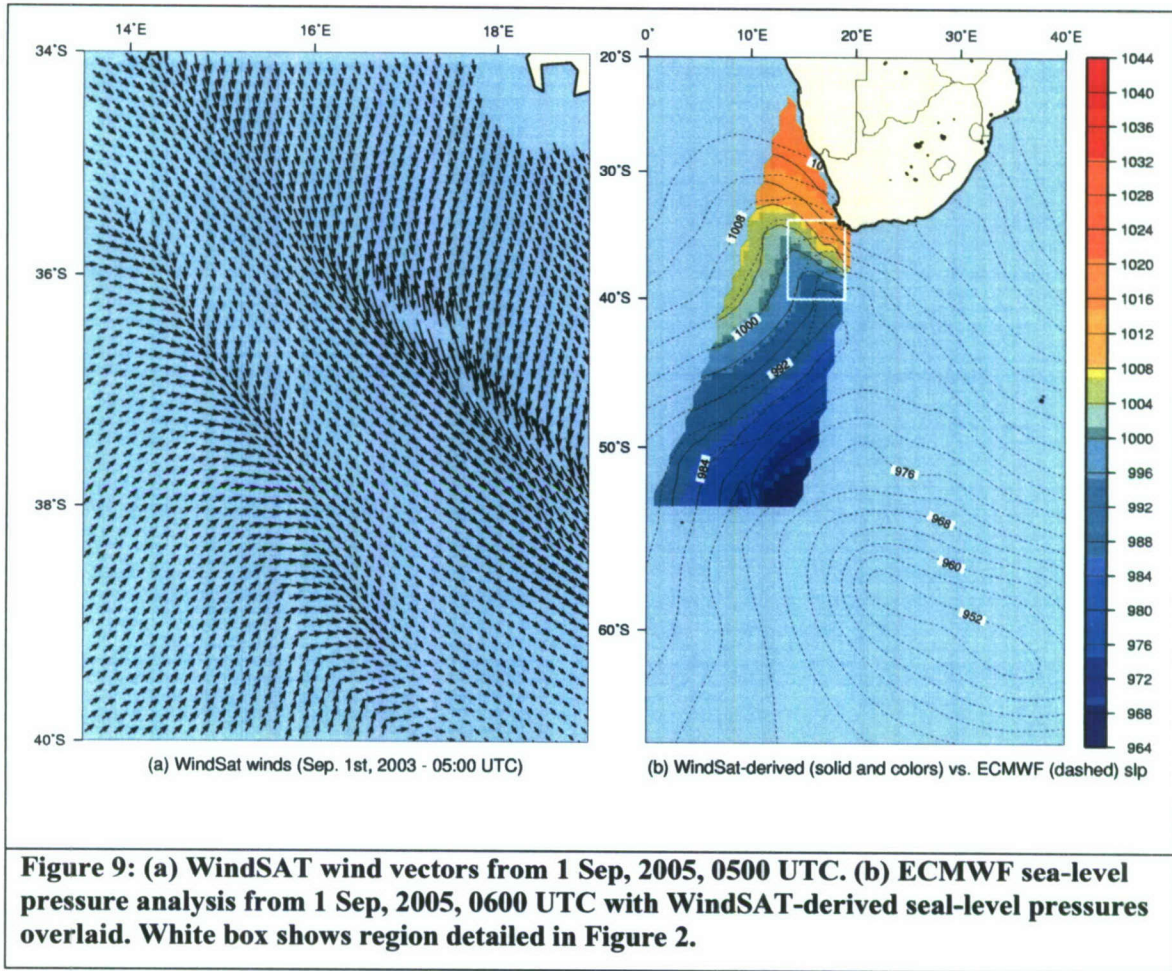 14°E 16°E 18°E
34°S
36°S
38°S
40°S
(a) WindSat winds (Sep. 1st, 2003 - 05:00 UTC)
0° 10°E 20°E 30°E 40°E
20°S
30°S
40°S
50°S
60°S
10
1008
1000
992
984
976
968
960
952
1044
1040
1036
1032
1028
1024
1020
1016
1012
1008
1004
1000
996
992
988
984
980
976
972
968
964
(b) WindSat-derived (solid and colors) vs. ECMWF (dashed) slp
Figure 9: (a) WindSAT wind vectors from 1 Sep, 2005, 0500 UTC. (b) ECMWF sea-level
pressure analysis from 1 Sep, 2005, 0600 UTC with WindSAT-derived seal-level pressures
overlaid. White box shows region detailed in Figure 2.